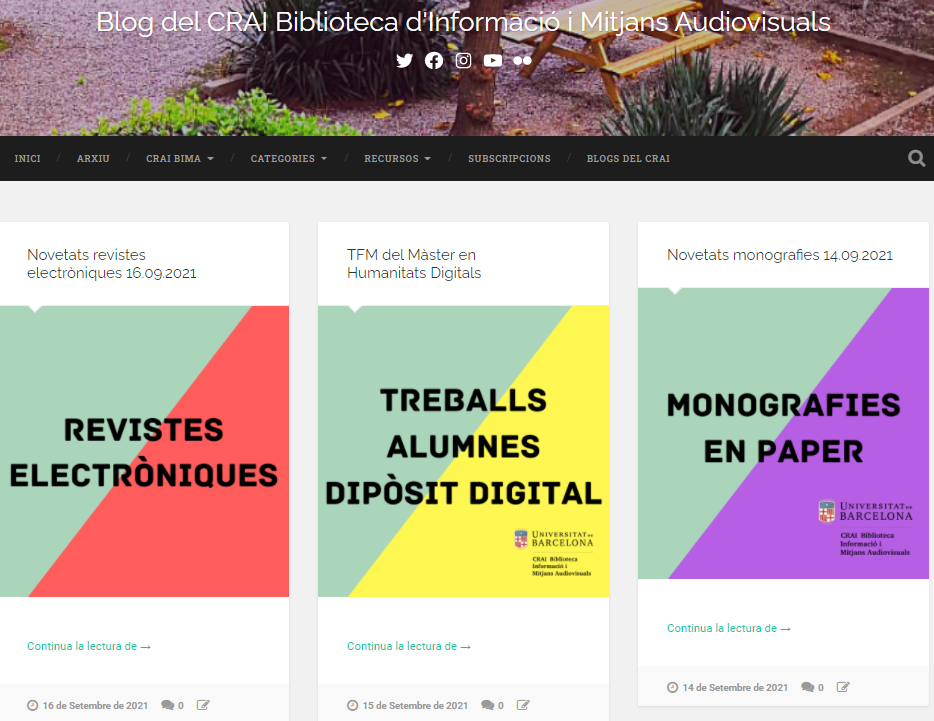 Blog del CRAI Biblioteca d'Informació i Mitjans Audiovisuals
INICI / ARXIU / CRAI BIMA / CATEGORIES / RECURSOS / SUBSCRIPCIONS / BLOGS DEL CRAI
Novetats revistes
electròniques 16.09.2021
REVISTES
ELECTRÒNIQUES
Continua la lectura de →
16 de Setembre de 2021 0
TFM del Màster en
Humanitats Digitals
TREBALLS
ALUMNES
DIPÒSIT DIGITAL
UNIVERSITAT DE
BARCELONA
CRAI Biblioteca
Informació i
Mitjans Audiovisuals
Continua la lectura de →
15 de Setembre de 2021 0
Novetats monografies 14.09.2021
MONOGRAFIES
EN PAPER
UNIVERSITAT DE
BARCELONA
CRAI Biblioteca
Informació i
Mitjans Audiovisuals
Continua la lectura de →
14 de Setembre de 2021 0